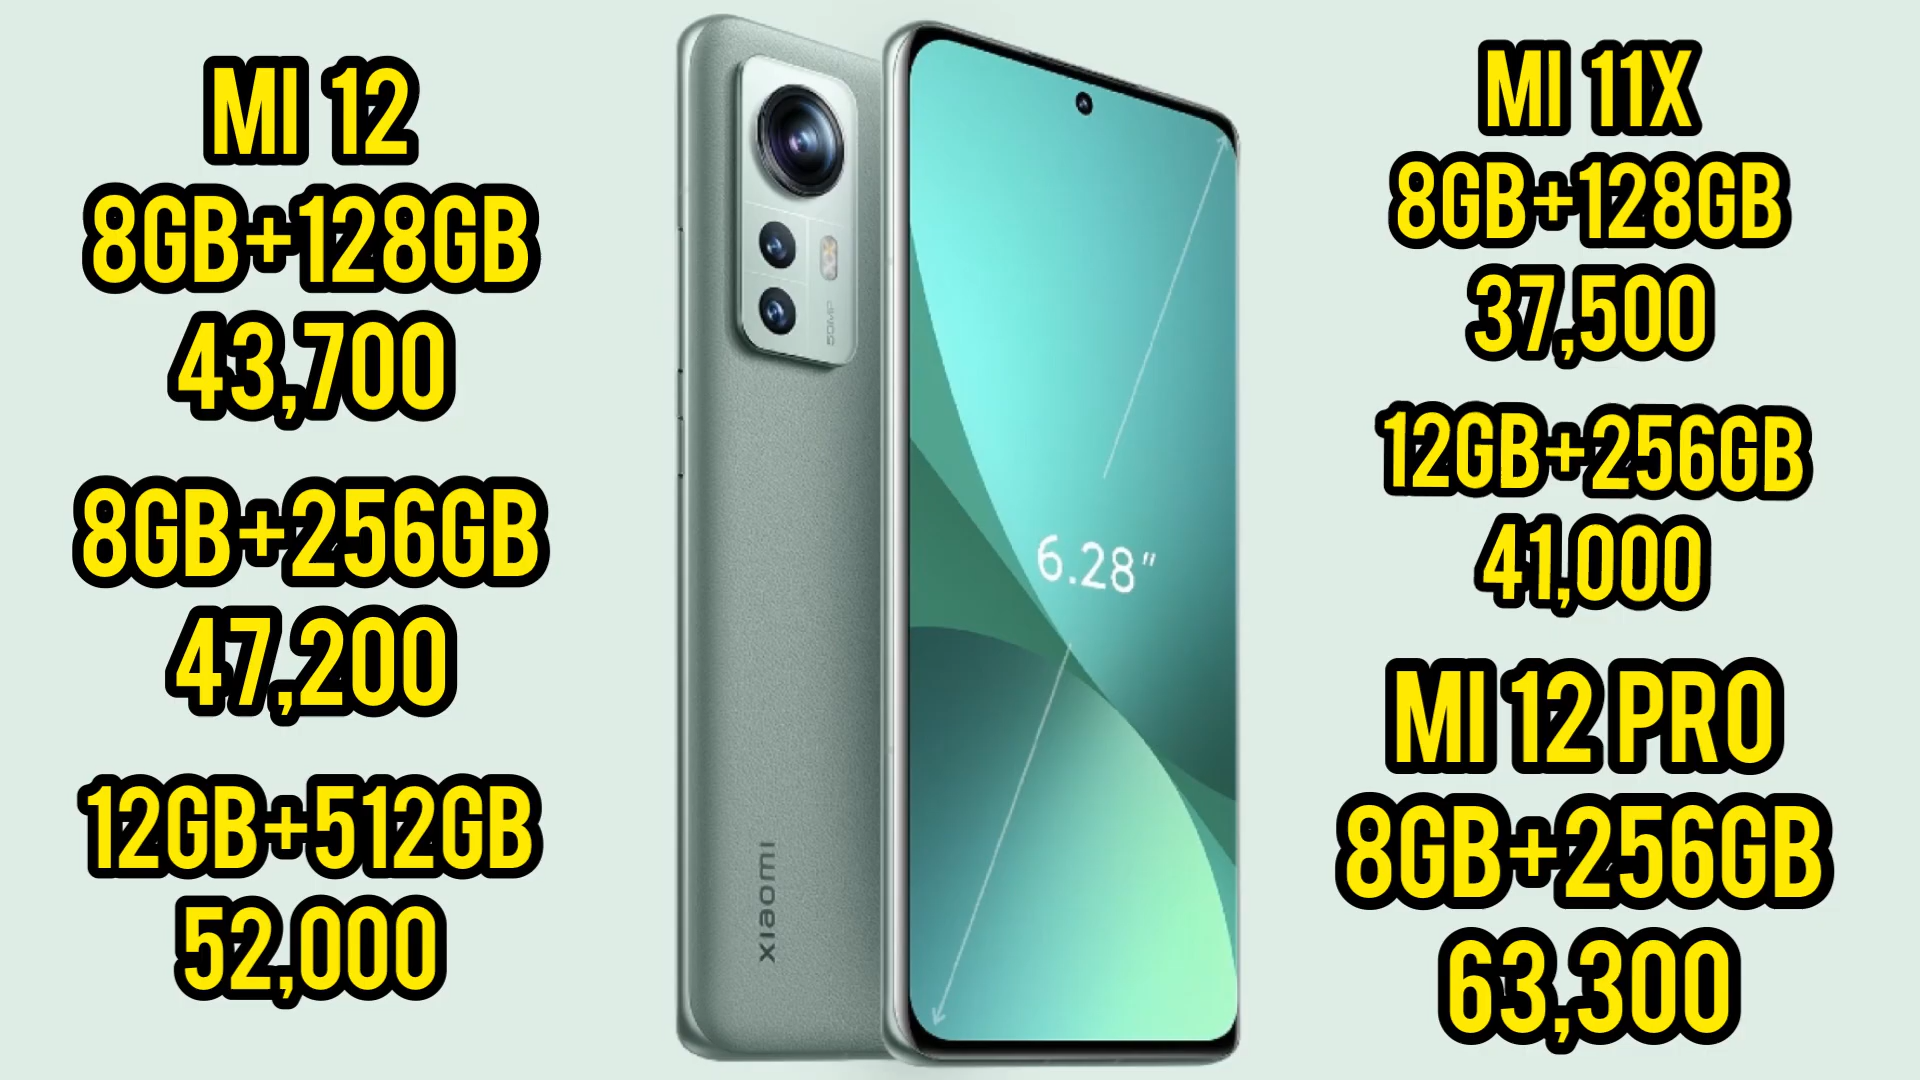 MI 12
8GB+128GB
43,700
8GB+256GB
47,200
12GB+512GB
52,000
50MP
xiaomi
6.28"
MI 11X
8GB+128GB
37,500
12GB+256GB
41,000
MI 12 PRO
8GB+256GB
63,300